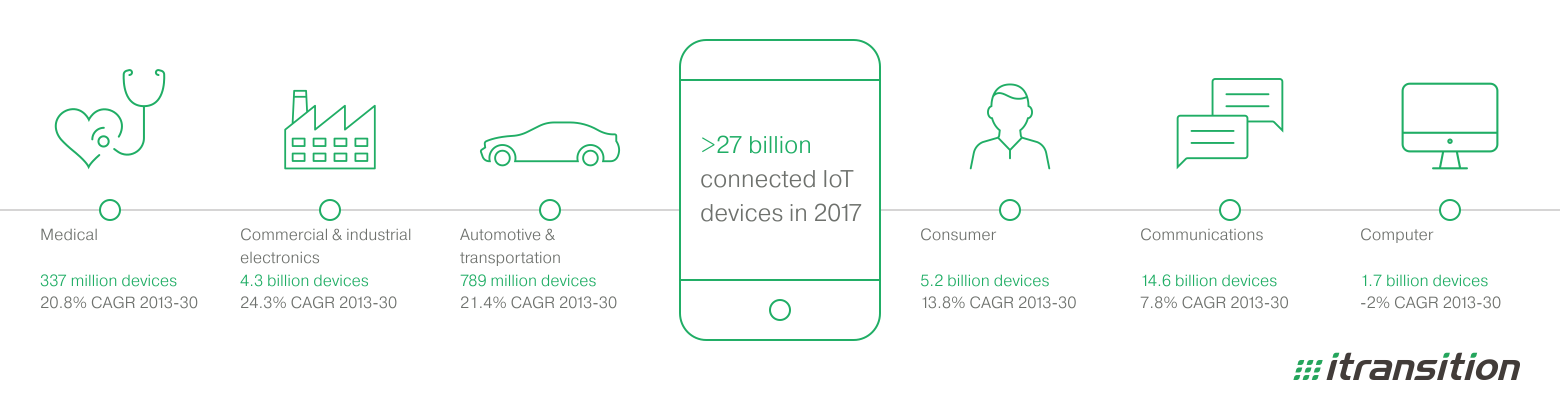 Medical
337 million devices
20.8% CAGR 2013-30
Commercial & industrial
electronics
4.3 billion devices
24.3% CAGR 2013-30
Automotive &
transportation
789 million devices
21.4% CAGR 2013-30
>27 billion
connected IoT
devices in 2017
Consumer
5.2 billion devices
13.8% CAGR 2013-30
Communications
14.6 billion devices
7.8% CAGR 2013-30
Computer
1.7 billion devices
-2% CAGR 2013-30
itransition